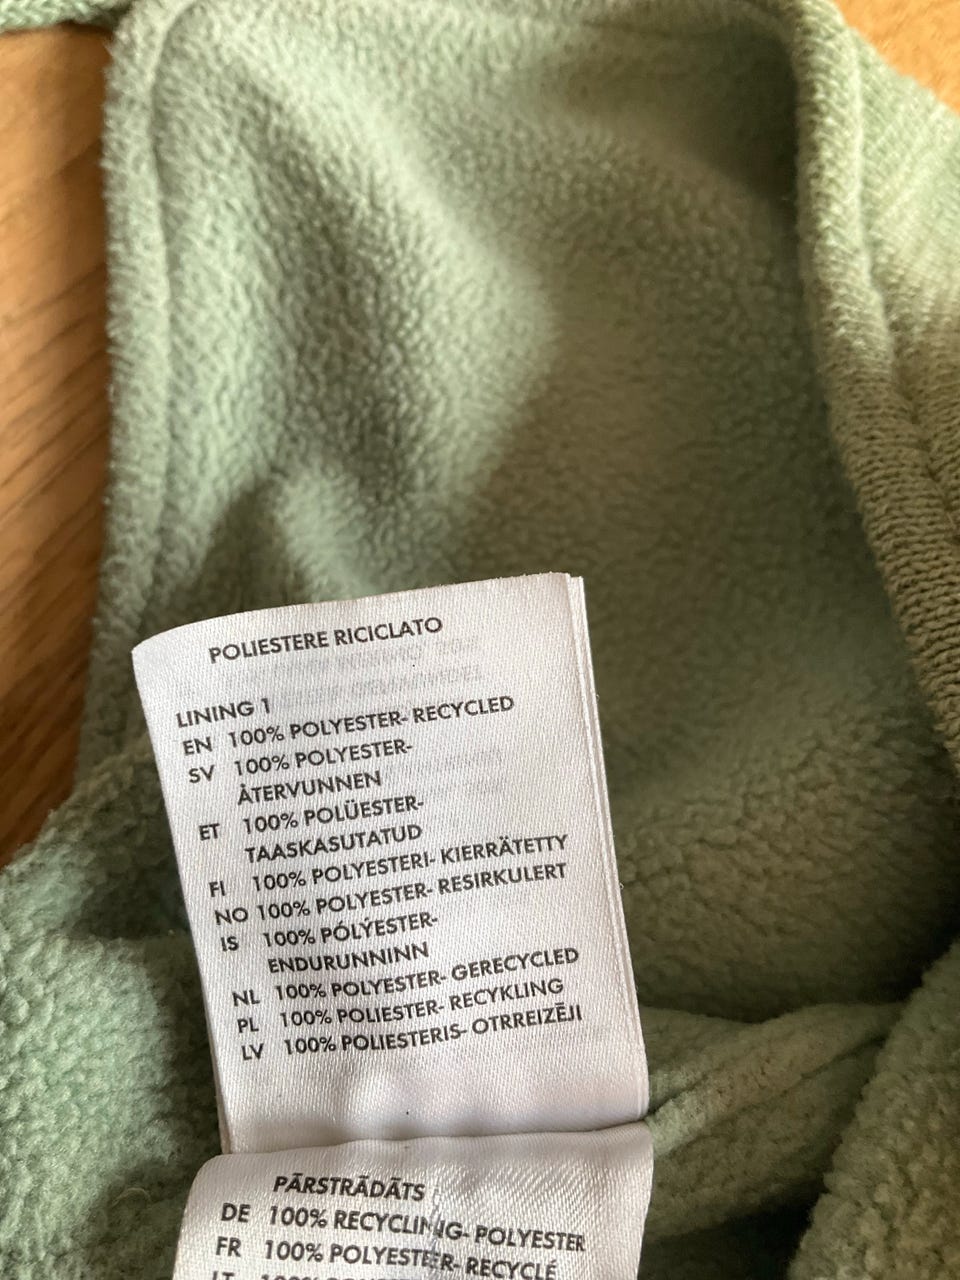 POLIESTERE RICICLATO
LINING 1
EN 100% POLYESTER- RECYCLED
SV 100% POLYESTER-
ÅTERVUNNEN
ET 100% POLÜESTER-
TAASKASUTATUD
FI 100% POLYESTERI- KIERRÄTETTY
NO 100% POLYESTER- RESIRKULERT
IS 100% PÓLÝESTER-
ENDURUNNINN
NL 100% POLYESTER- GERECYCLED
PL 100% POLIESTER- RECYKLING
LV 100% POLIESTERIS- OTRREIZĒJI
PĀRSTRĀDĀTS
DE 100% RECYCLING- POLYESTER
FR 100% POLYESTER- RECYCLÉ
IT 100%